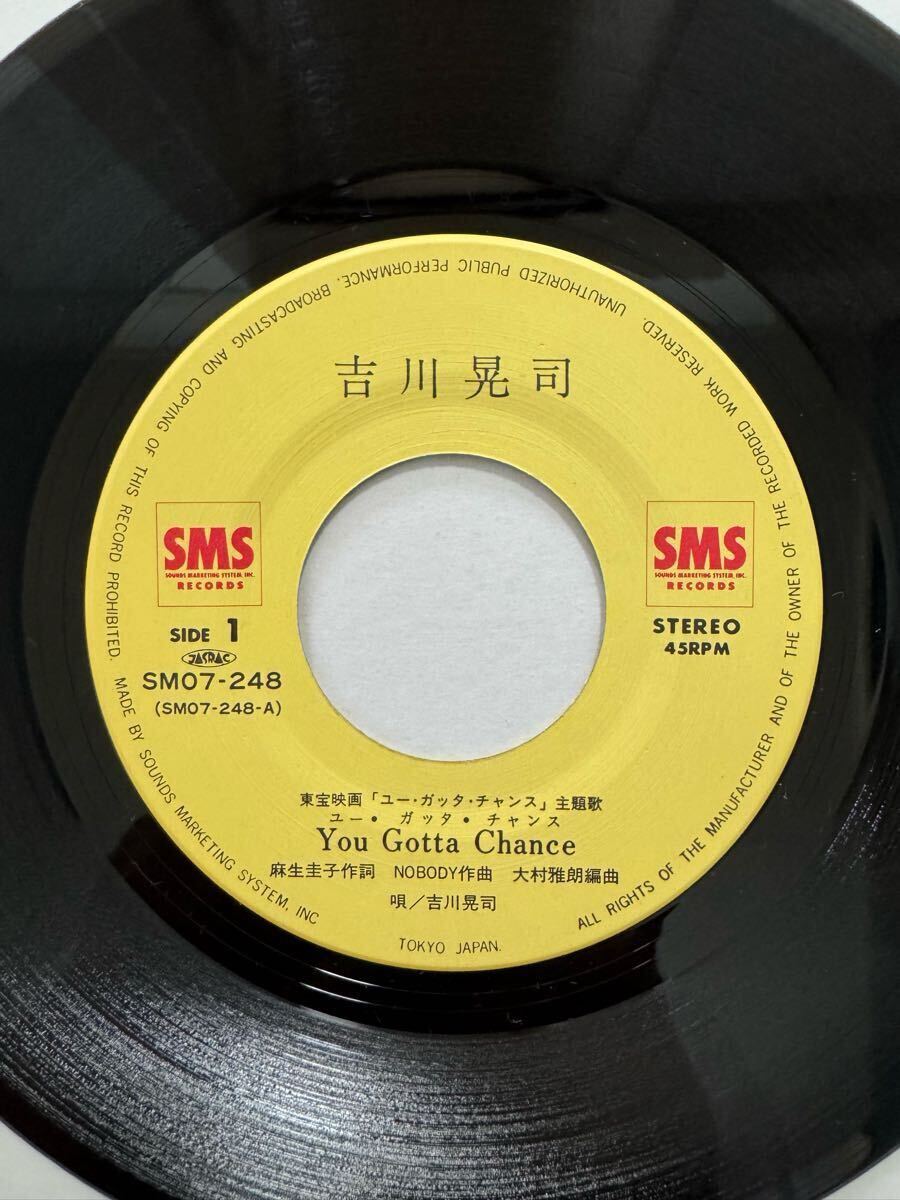 吉川晃司
SMS
SOUNDS MARKETING SYSTEM, INC.
RECORDS
SIDE 1
JASRAC
SM07-248
(SM07-248-A)
SMS
SOUNDS MARKETING SYSTEM, INC.
RECORDS
STEREO
45RPM
東宝映画「ユー・ガッタ・チャンス」主題歌
ユー・ガッタ・チャンス
You Gotta Chance
麻生圭子作詞 NOBODY作曲 大村雅朗編曲
唄/吉川晃司
MADE BY SOUNDS MARKETING SYSTEM, INC
TOKYO JAPAN.
ALL RIGHTS OF THE MANUFACTURER AND OF THE OWNER OF THE RECORDED WORK RESERVED.
UNAUTHORIZED PUBLIC PERFORMANCE. BROADCASTING AND COPYING OF THIS RECORD PROHIBITED.